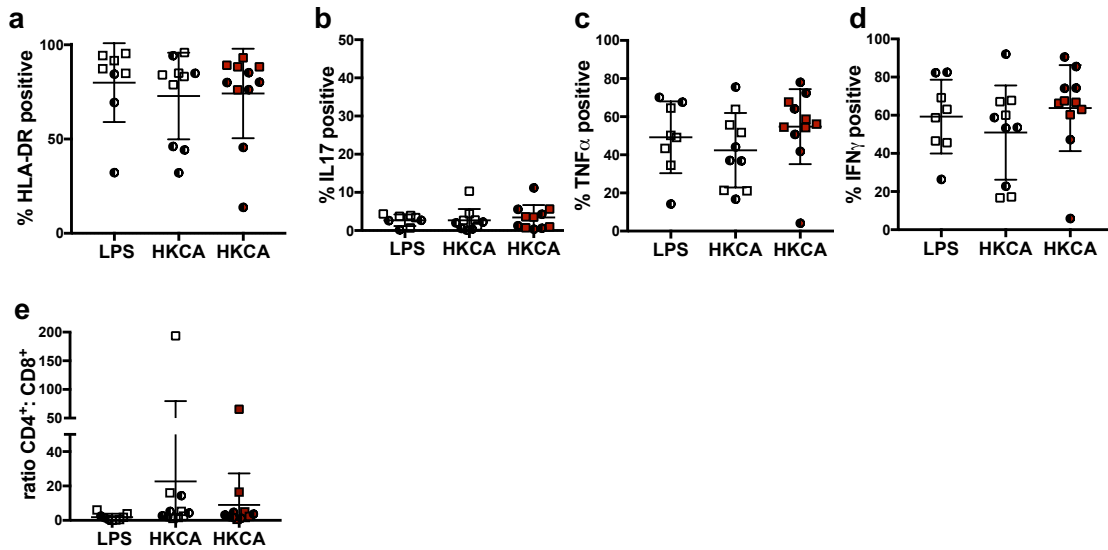 a
% HLA-DR positive
100
50
0
LPS HKCA HKCA
b
% IL17 positive
50
40
30
20
10
0
LPS HKCA HKCA
c
% TNFα positive
100
80
60
40
20
0
LPS HKCA HKCA
d
% IFNγ positive
100
80
60
40
20
0
LPS HKCA HKCA
e
ratio CD4⁺: CD8⁺
200
150
100
50
40
20
0
LPS HKCA HKCA